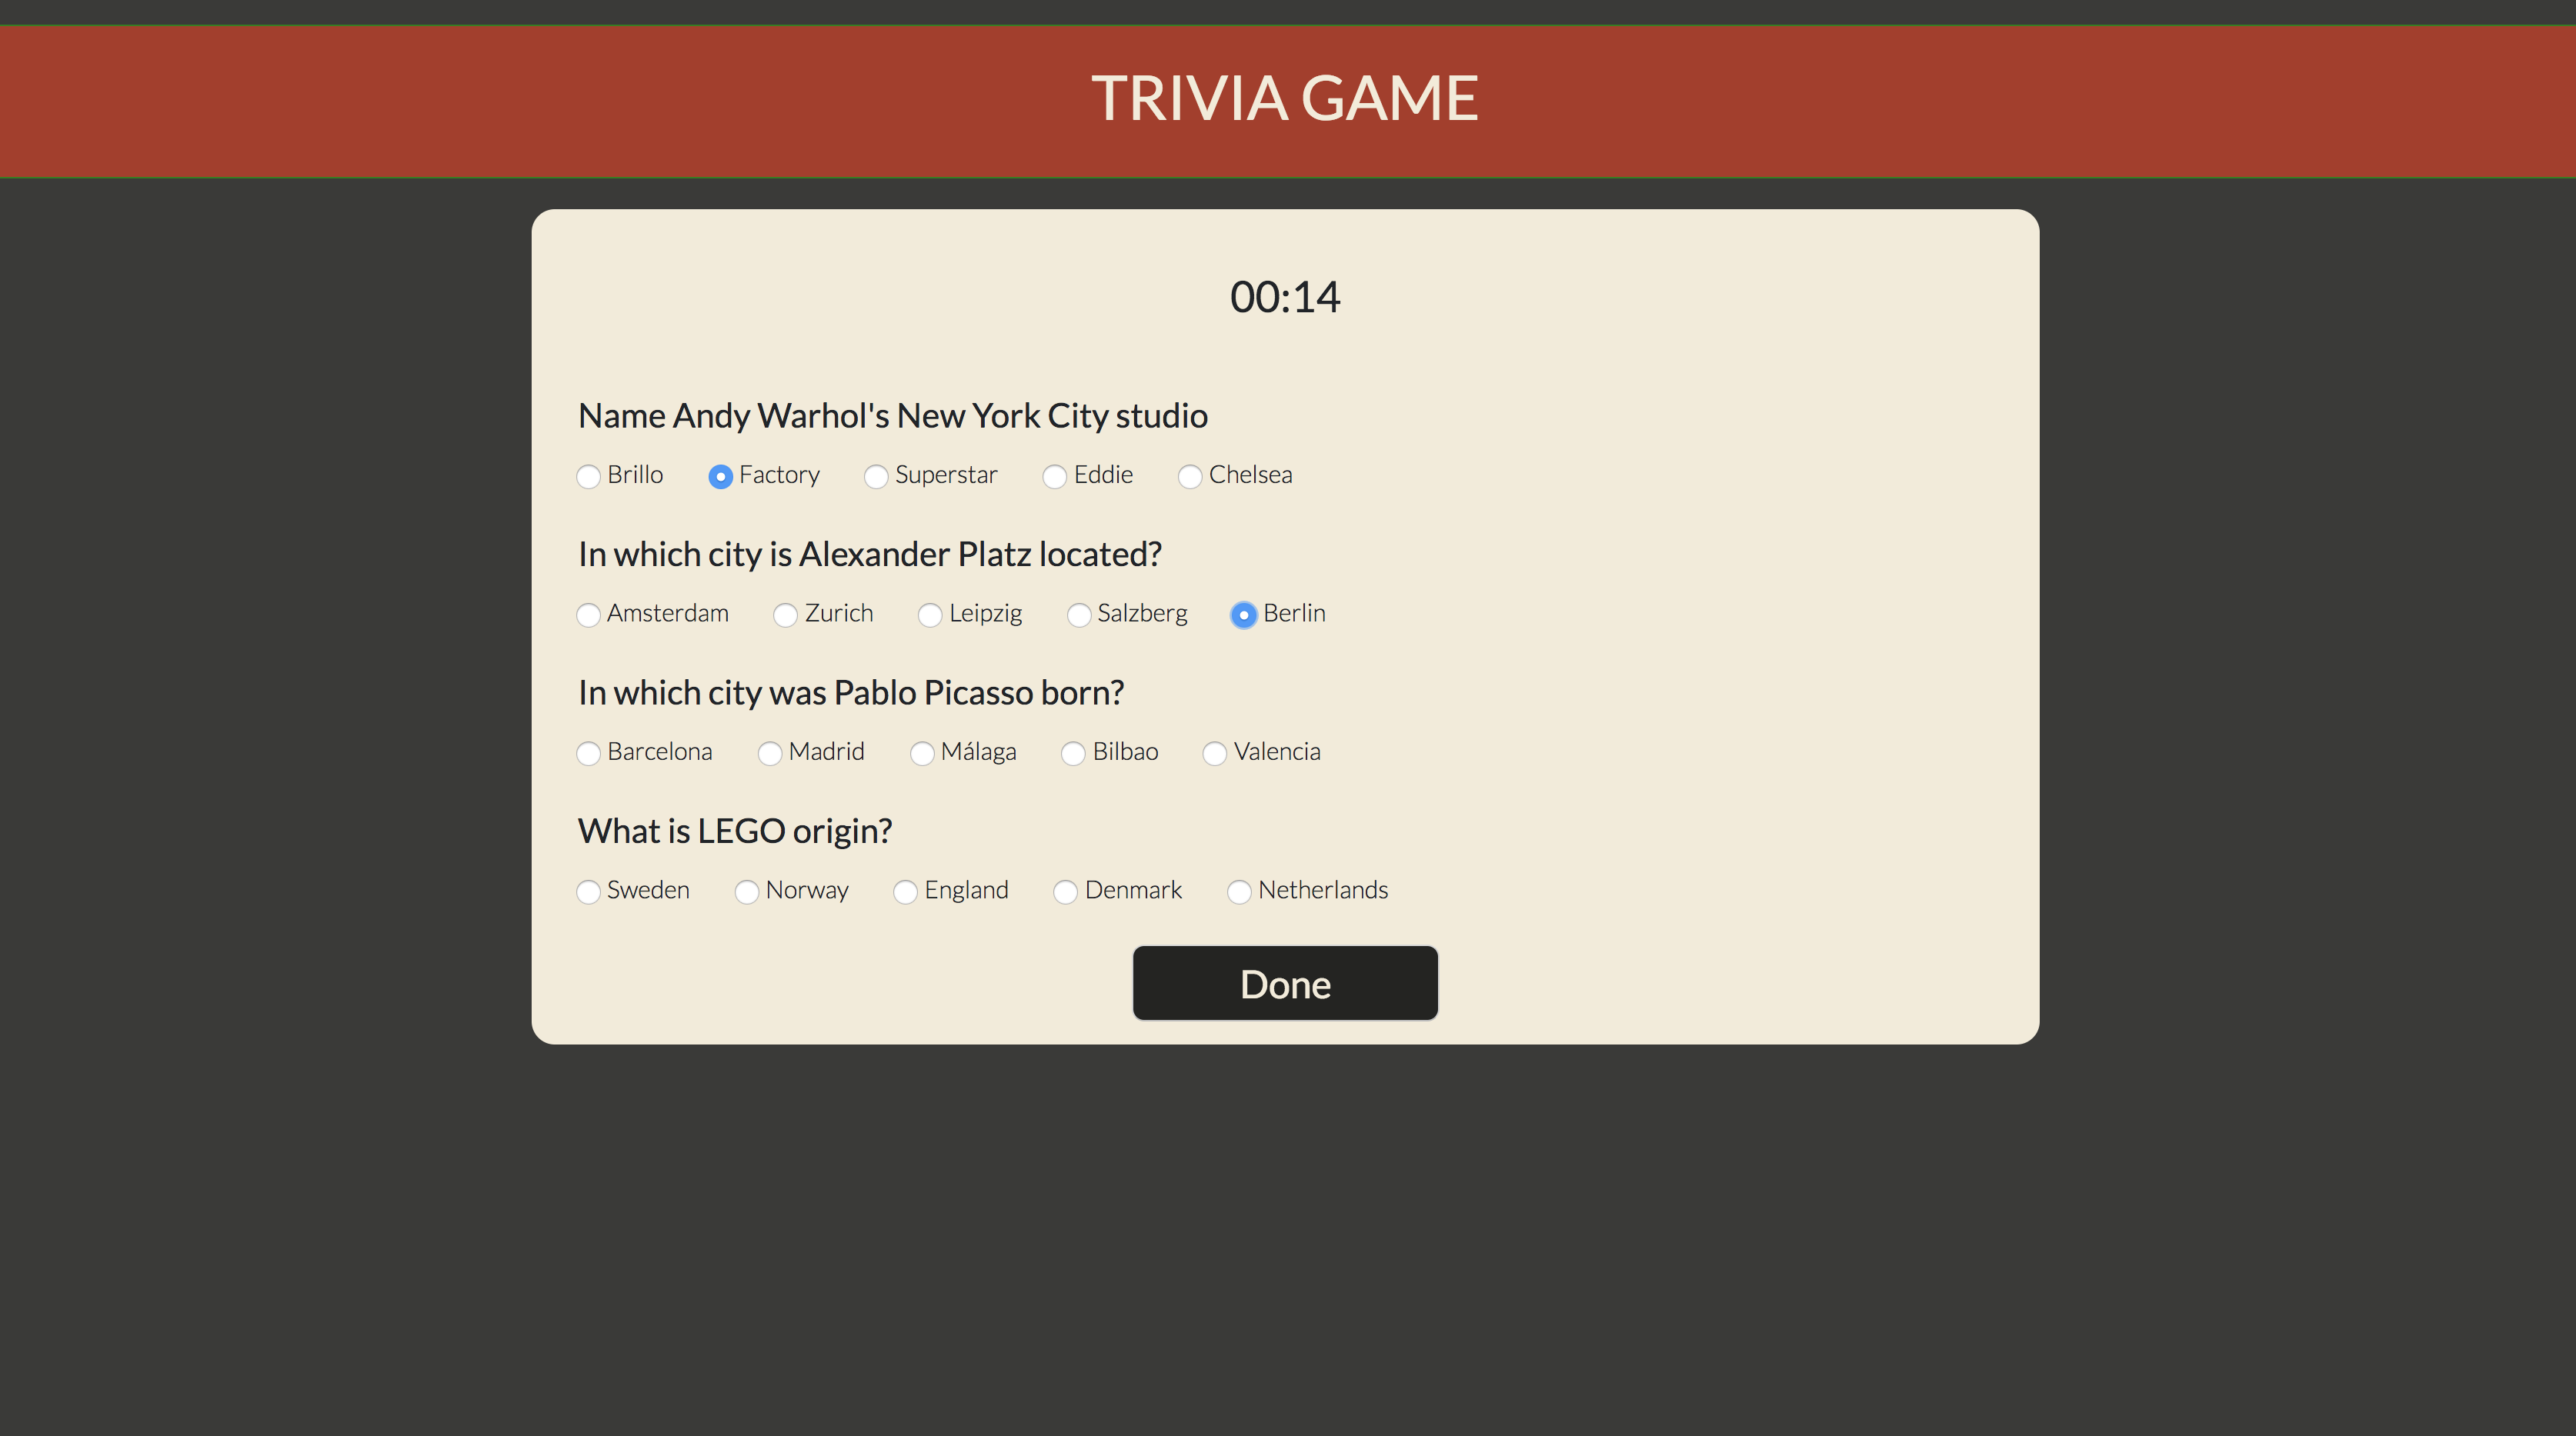 TRIVIA GAME
00:14
Name Andy Warhol's New York City studio
Brillo Factory Superstar Eddie Chelsea
In which city is Alexander Platz located?
Amsterdam Zurich Leipzig Salzberg Berlin
In which city was Pablo Picasso born?
Barcelona Madrid Málaga Bilbao Valencia
What is LEGO origin?
Sweden Norway England Denmark Netherlands
Done